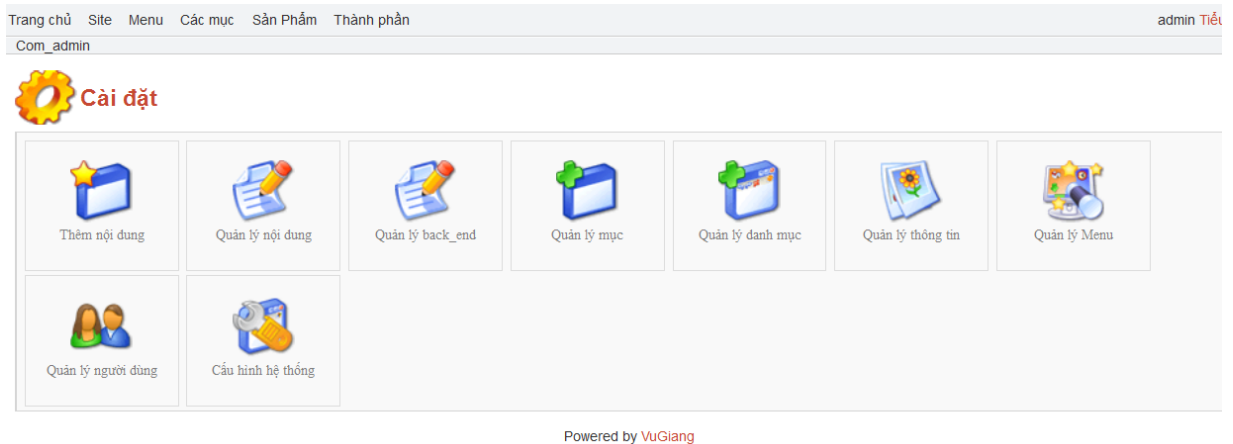 Trang chủ Site Menu Các mục Sản Phẩm Thành phần admin
Com_admin
Cài đặt
Thêm nội dung Quản lý nội dung Quản lý back_end Quản lý mục Quản lý danh mục Quản lý thông tin Quản lý Menu
Quản lý người dùng Cấu hình hệ thống
Powered by VuGiang